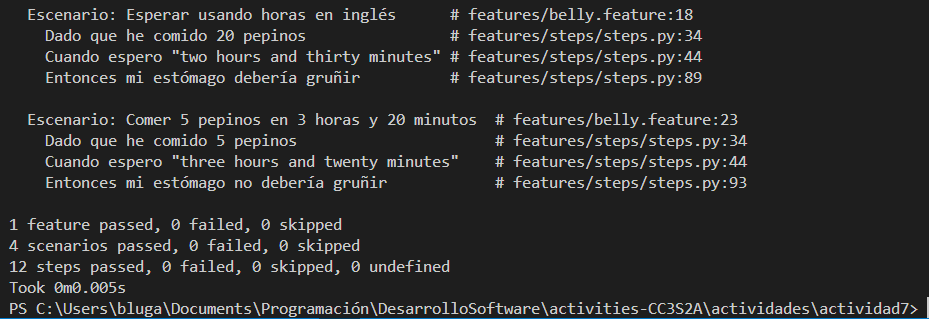 Escenario: Esperar usando horas en inglés # features/belly.feature:18
Dado que he comido 20 pepinos # features/steps/steps.py:34
Cuando espero "two hours and thirty minutes" # features/steps/steps.py:44
Entonces mi estómago debería gruñir # features/steps/steps.py:89
Escenario: Comer 5 pepinos en 3 horas y 20 minutos # features/belly.feature:23
Dado que he comido 5 pepinos # features/steps/steps.py:34
Cuando espero "three hours and twenty minutes" # features/steps/steps.py:44
Entonces mi estómago no debería gruñir # features/steps/steps.py:93
1 feature passed, 0 failed, 0 skipped
4 scenarios passed, 0 failed, 0 skipped
12 steps passed, 0 failed, 0 skipped, 0 undefined
Took 0m0.005s
PS C:\Users\bluga\Documents\Programación\DesarrolloSoftware\activities-CC3S2A\actividades\actividad7>